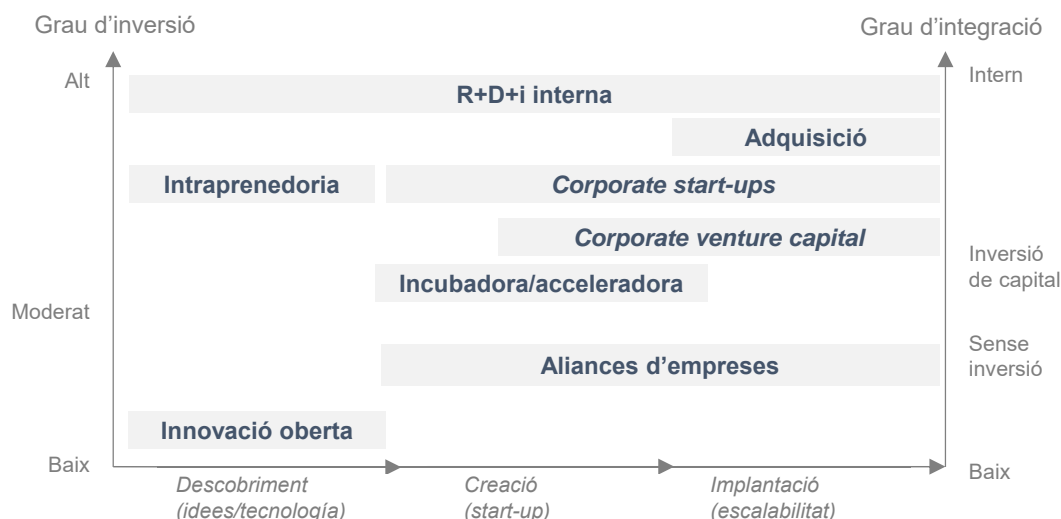 Grau d’inversió
Grau d’integració
Alt
Intern
R+D+i interna
Adquisició
Intraprenedoria
Corporate start-ups
Corporate venture capital
Inversió
de capital
Incubadora/acceleradora
Moderat
Sense
inversió
Aliances d’empreses
Innovació oberta
Baix
Baix
Descobriment
(idees/tecnología)
Creació
(start-up)
Implantació
(escalabilitat)